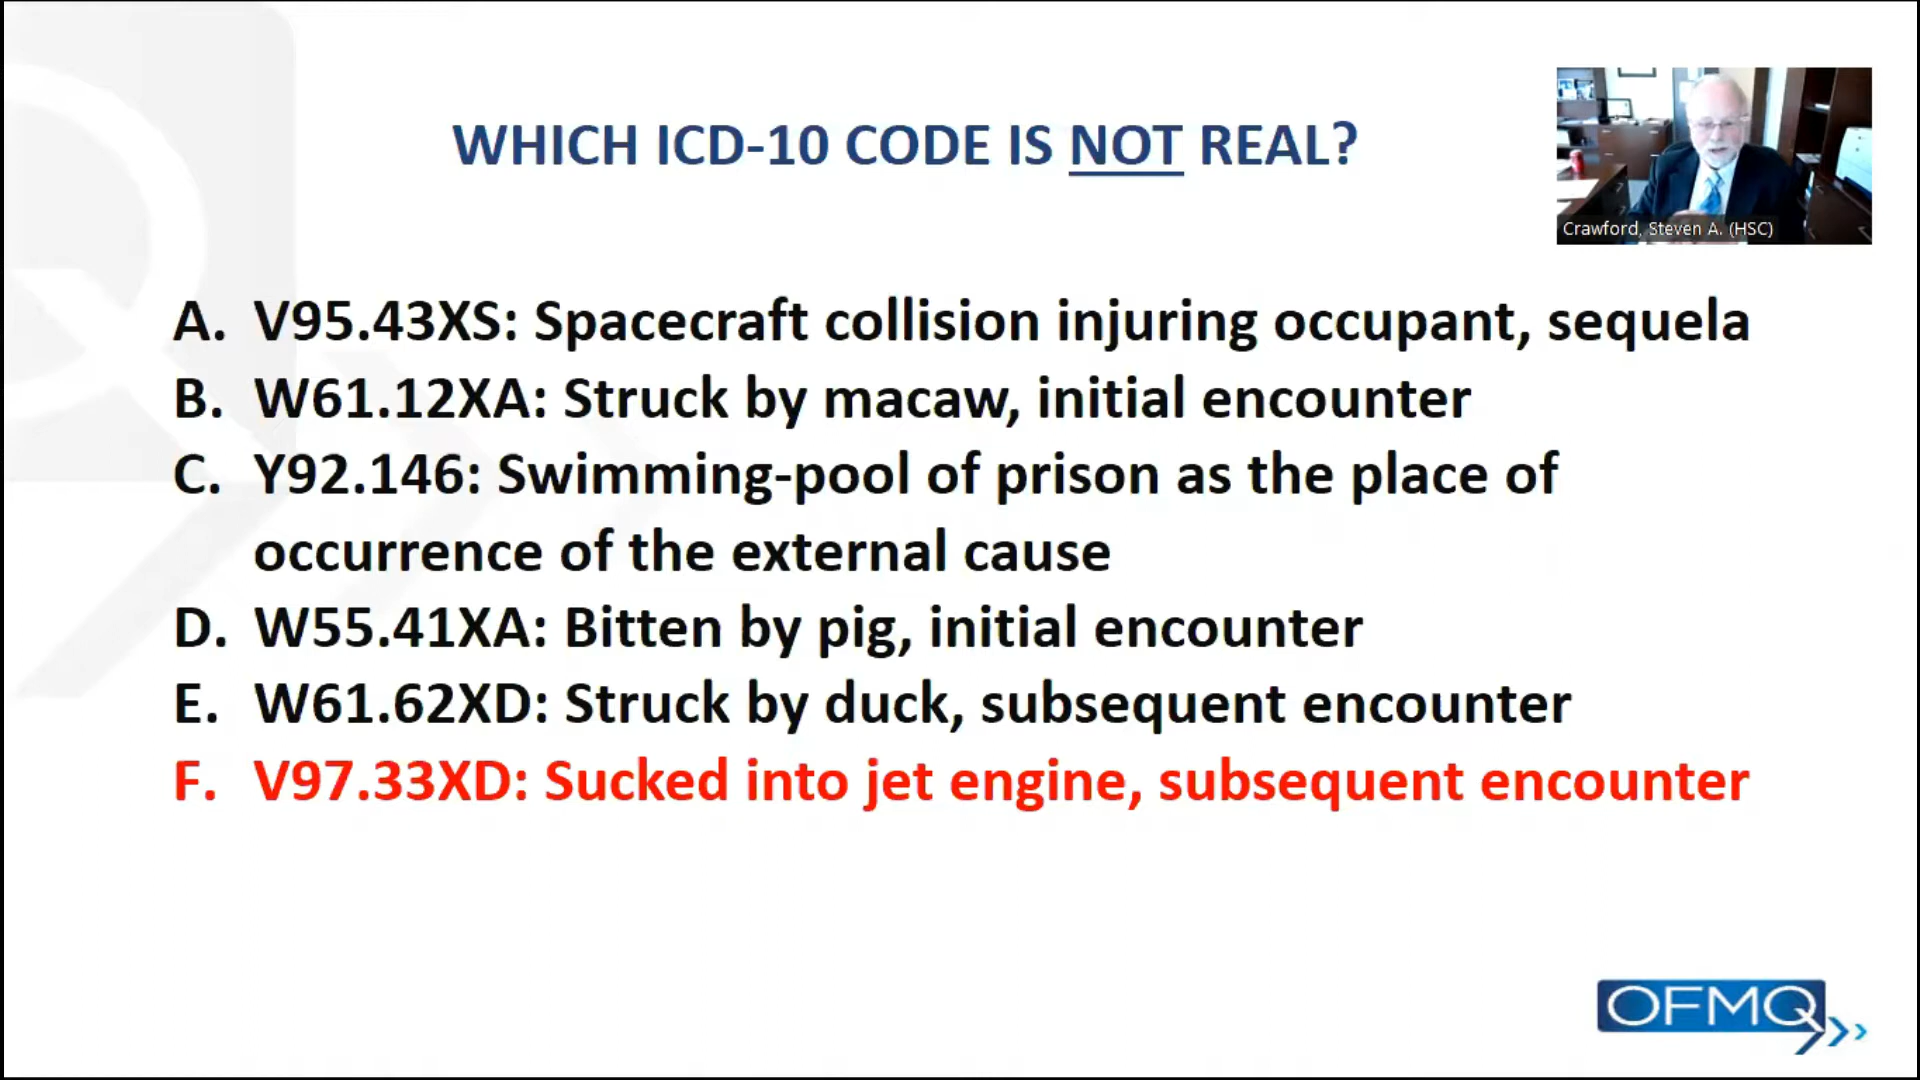 WHICH ICD-10 CODE IS NOT REAL?
Crawford, Steven A. (HSC)
A. V95.43XS: Spacecraft collision injuring occupant, sequela
B. W61.12XA: Struck by macaw, initial encounter
C. Y92.146: Swimming-pool of prison as the place of
occurrence of the external cause
D. W55.41XA: Bitten by pig, initial encounter
E. W61.62XD: Struck by duck, subsequent encounter
F. V97.33XD: Sucked into jet engine, subsequent encounter
OFMQ